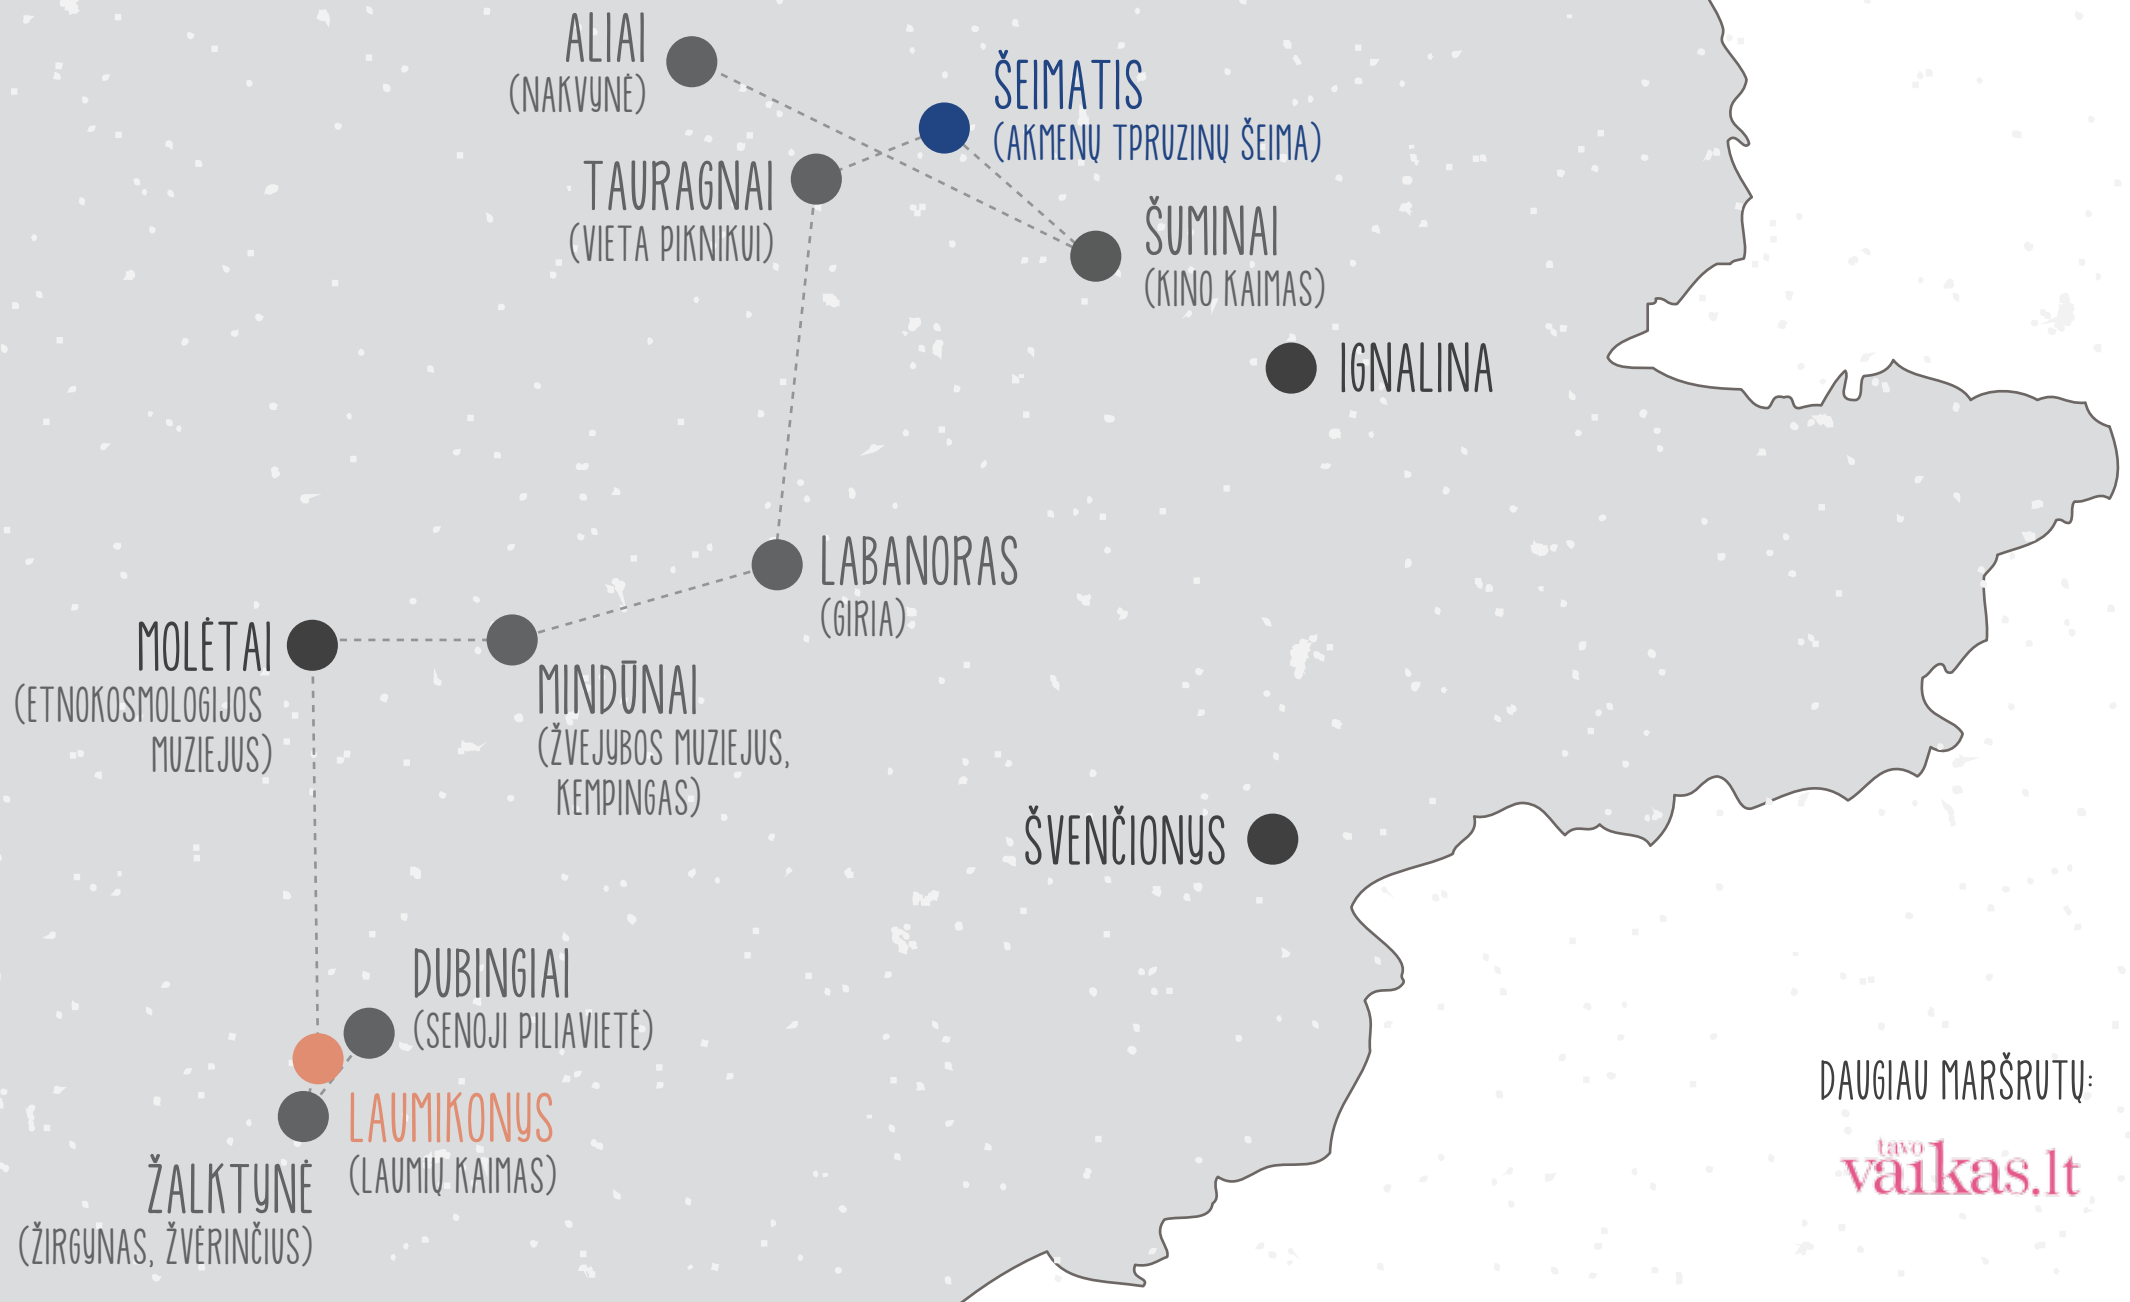 ALIAI
(NAKVYNĖ)
ŠEIMATIS
(AKMENŲ TPRUZINŲ ŠEIMA)
TAURAGNAI
(VIETA PIKNIKUI)
ŠUMINAI
(KINO KAIMAS)
IGNALINA
LABANORAS
(GIRIA)
MOLĖTAI
(ETNOKOSMOLOGIJOS
MUZIEJUS)
MINDŪNAI
(ŽVEJYBOS MUZIEJUS,
KEMPINGAS)
ŠVENČIONYS
DUBINGIAI
(SENOJI PILIAVIETĖ)
LAUMIKONYS
(LAUMIŲ KAIMAS)
ŽALKTYNĖ
(ŽIRGYNAS, ŽVĖRINČIUS)
DAUGIAU MARŠRUTŲ:
tavo
vaikas.lt